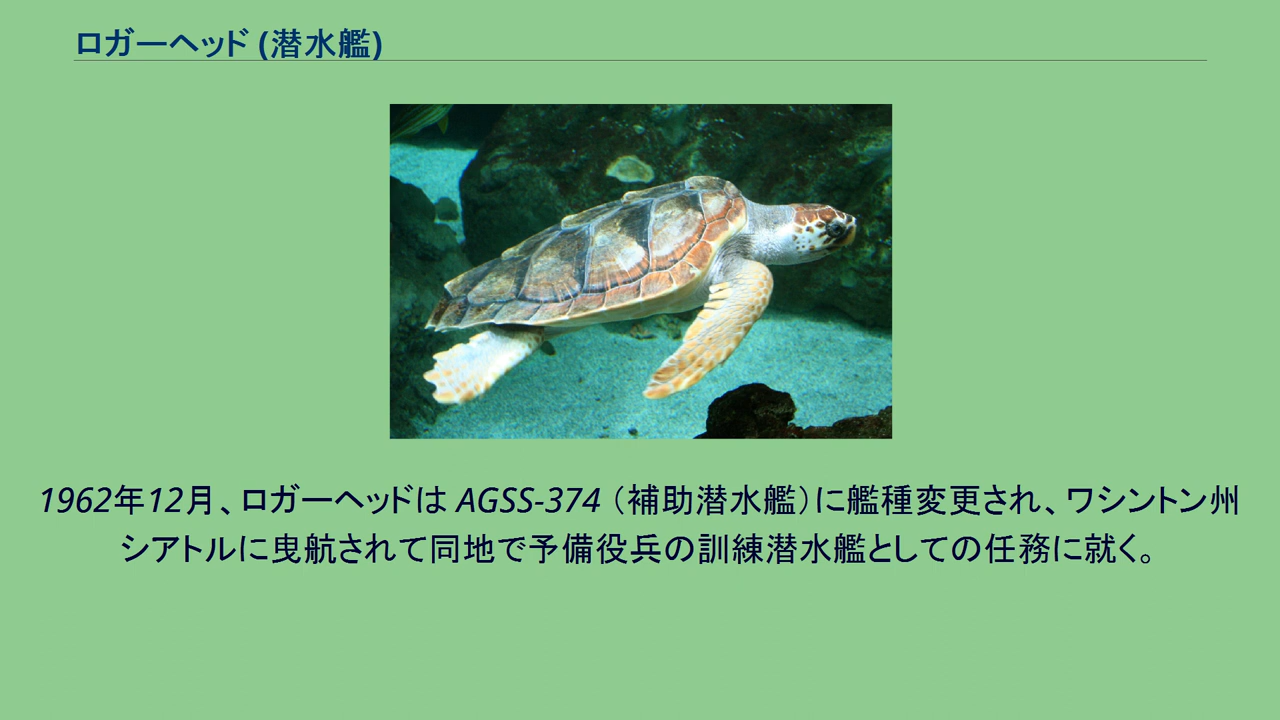 ロガーヘッド (潜水艦)
1962年12月、ロガーヘッドは AGSS-374 （補助潜水艦）に艦種変更され、ワシントン州
シアトルに曳航されて同地で予備役兵の訓練潜水艦としての任務に就く。